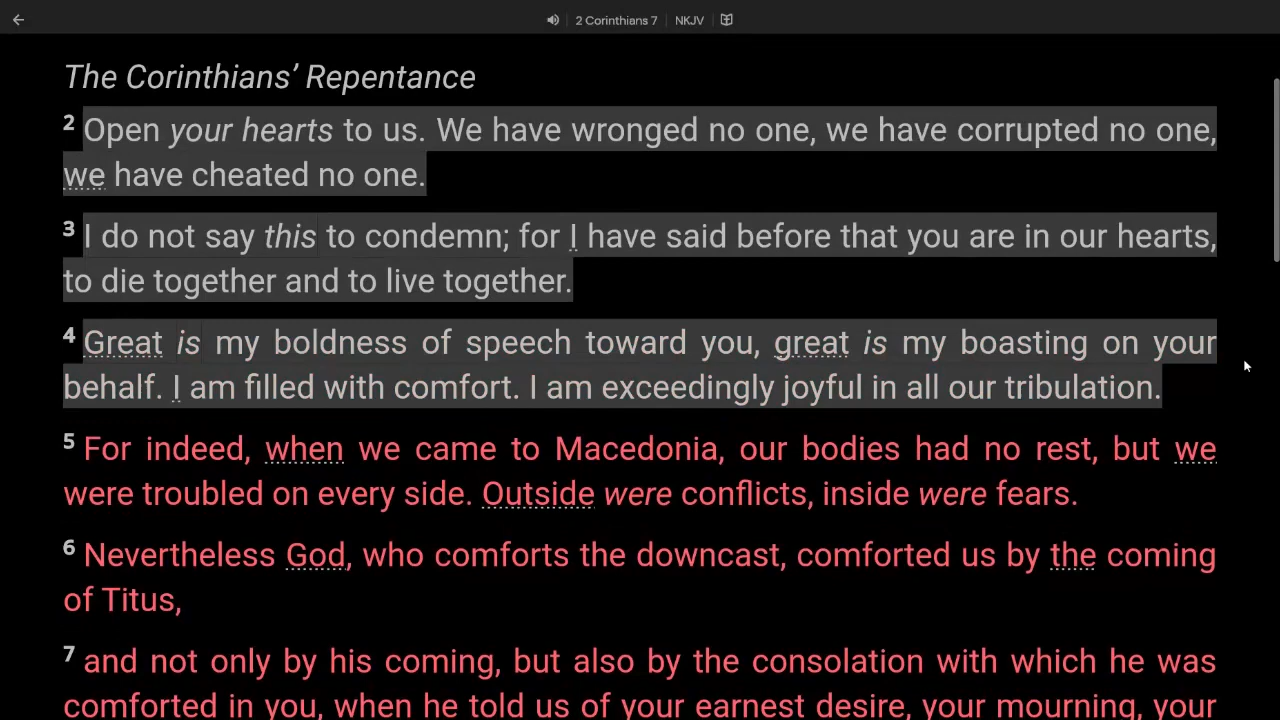 2 Corinthians 7 NKJV
The Corinthians’ Repentance
2 Open your hearts to us. We have wronged no one, we have corrupted no one,
we have cheated no one.
3 I do not say this to condemn; for I have said before that you are in our hearts,
to die together and to live together.
4 Great is my boldness of speech toward you, great is my boasting on your
behalf. I am filled with comfort. I am exceedingly joyful in all our tribulation.
5 For indeed, when we came to Macedonia, our bodies had no rest, but we
were troubled on every side. Outside were conflicts, inside were fears.
6 Nevertheless God, who comforts the downcast, comforted us by the coming
of Titus,
7 and not only by his coming, but also by the consolation with which he was
comforted in you, when he told us of your earnest desire, your mourning, your